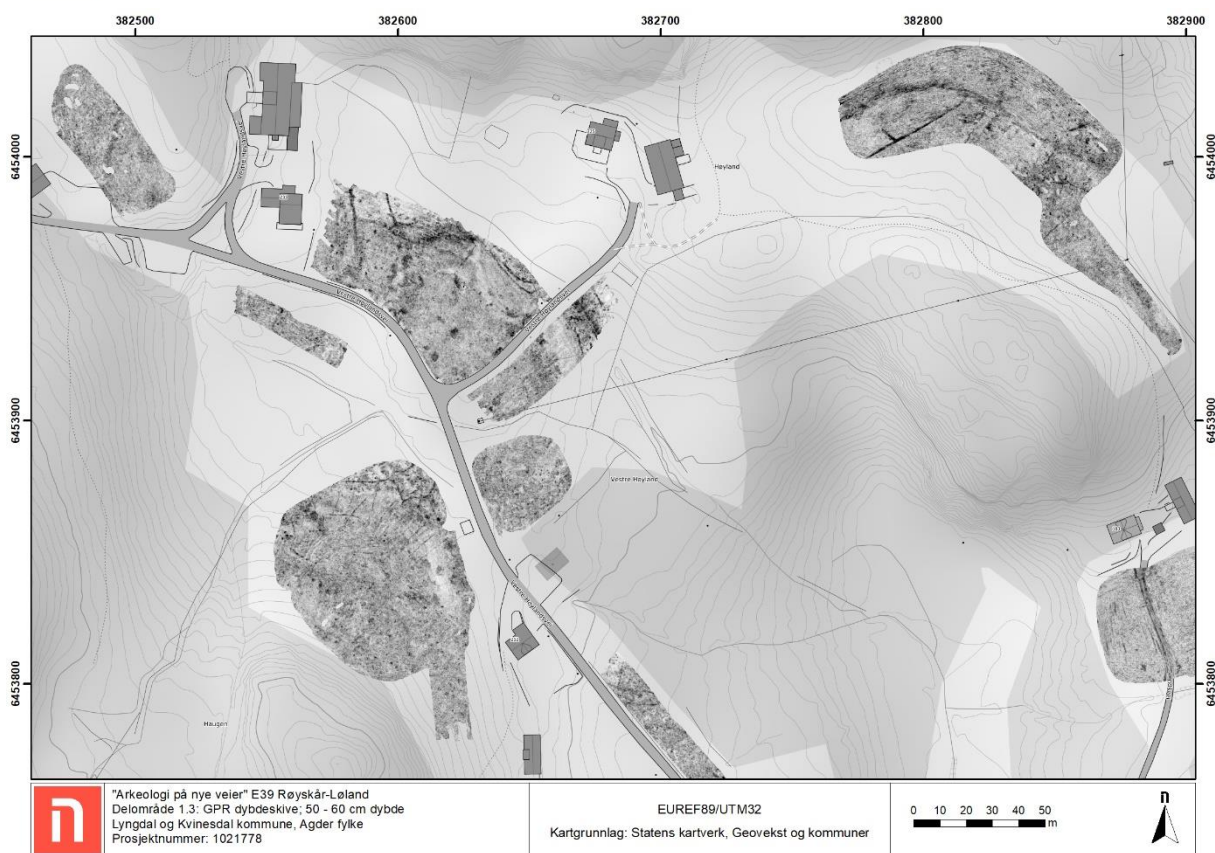 382500 382600 382700 382800 382900
6454000 6454000
Høyland
Vestre Høyland
6453900 6453900
6453800 6453800
Haugen
"Arkeologi på nye veier" E39 Røyskår-Løland
Delområde 1.3: GPR dybdeskive; 50 - 60 cm dybde
Lyngdal og Kvinesdal kommune, Agder fylke
Prosjektnummer: 1021778
EUREF89/UTM32
Kartgrunnlag: Statens kartverk, Geovekst og kommuner
0 10 20 30 40 50
m
n